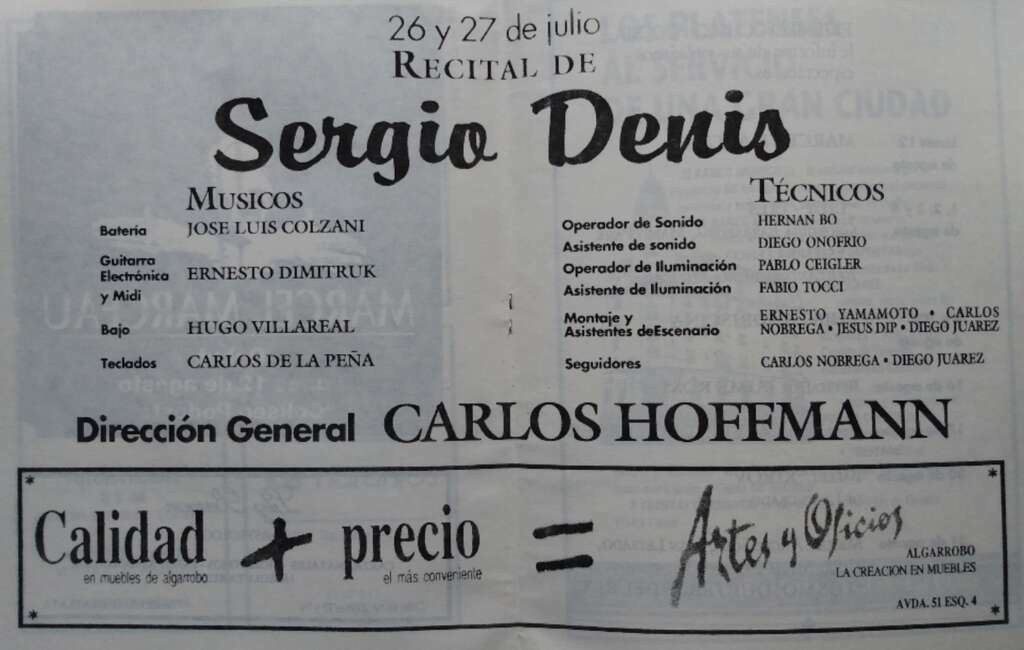 26 y 27 de julio
RECITAL DE
Sergio Denis
MUSICOS
Batería JOSE LUIS COLZANI
Guitarra
Electrónica ERNESTO DIMITRUK
y Midi
Bajo HUGO VILLAREAL
Teclados CARLOS DE LA PEÑA
TÉCNICOS
Operador de Sonido HERNAN BO
Asistente de sonido DIEGO ONOFRIO
Operador de Iluminación PABLO CEIGLER
Asistente de Iluminación FABIO TOCCI
Montaje y ERNESTO YAMAMOTO • CARLOS
Asistentes deEscenario NOBREGA • JESUS DIP • DIEGO JUAREZ
Seguidores CARLOS NOBREGA • DIEGO JUAREZ
Dirección General CARLOS HOFFMANN
Calidad + precio = Artes y Oficios
en muebles de algarrobo
el más conveniente
ALGARROBO
LA CREACION EN MUEBLES
AVDA. 51 ESQ. 4